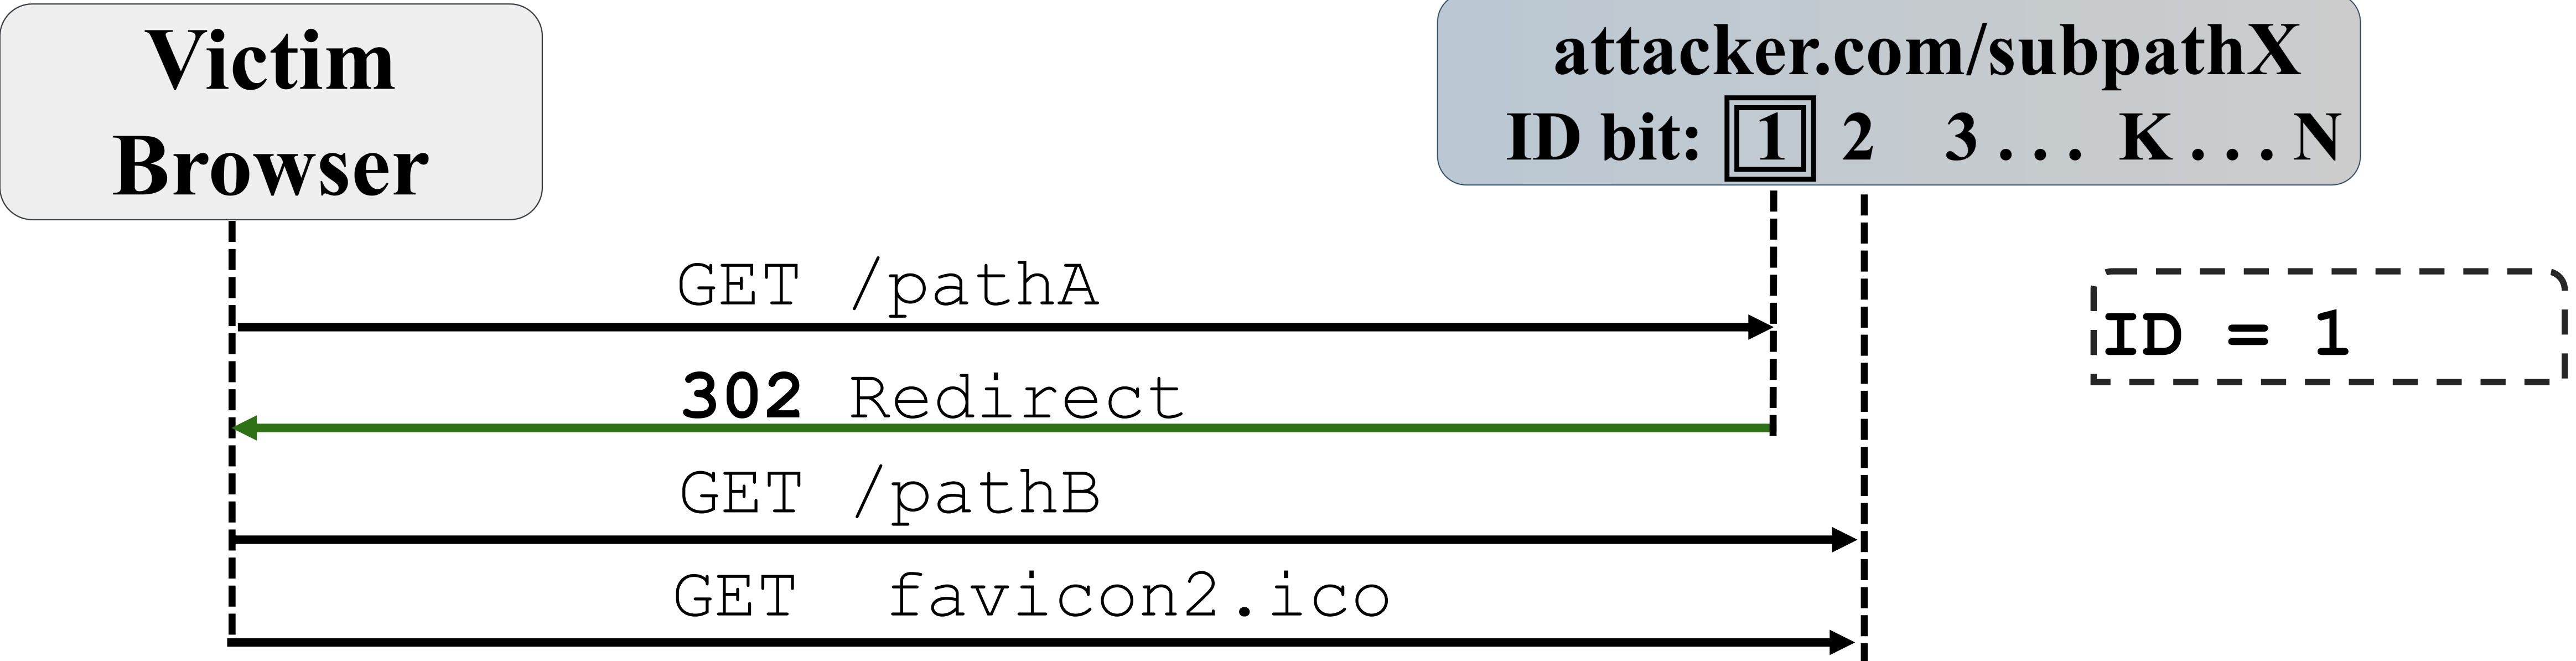 Victim
Browser
attacker.com/subpathX
ID bit: 1 2 3 . . . K . . . N
GET /pathA
ID = 1
302 Redirect
GET /pathB
GET favicon2.ico